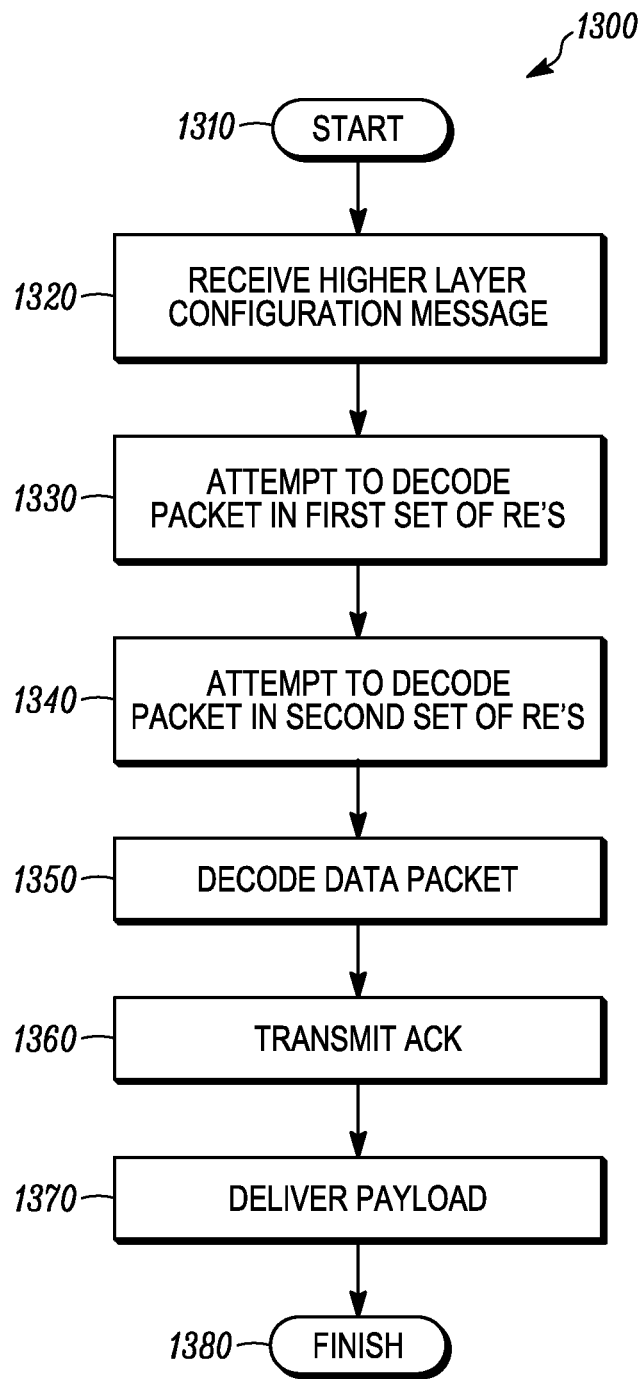 1300
1310
START
1320
RECEIVE HIGHER LAYER
CONFIGURATION MESSAGE
1330
ATTEMPT TO DECODE
PACKET IN FIRST SET OF RE'S
1340
ATTEMPT TO DECODE
PACKET IN SECOND SET OF RE'S
1350
DECODE DATA PACKET
1360
TRANSMIT ACK
1370
DELIVER PAYLOAD
1380
FINISH